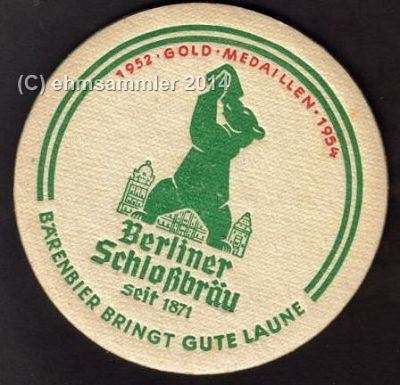 (C) ehmsammler 2014
1952 · GOLD · MEDAILLEN · 1954
Berliner
Schloßbräu
seit 1871
BÄRENBIER BRINGT GUTE LAUNE